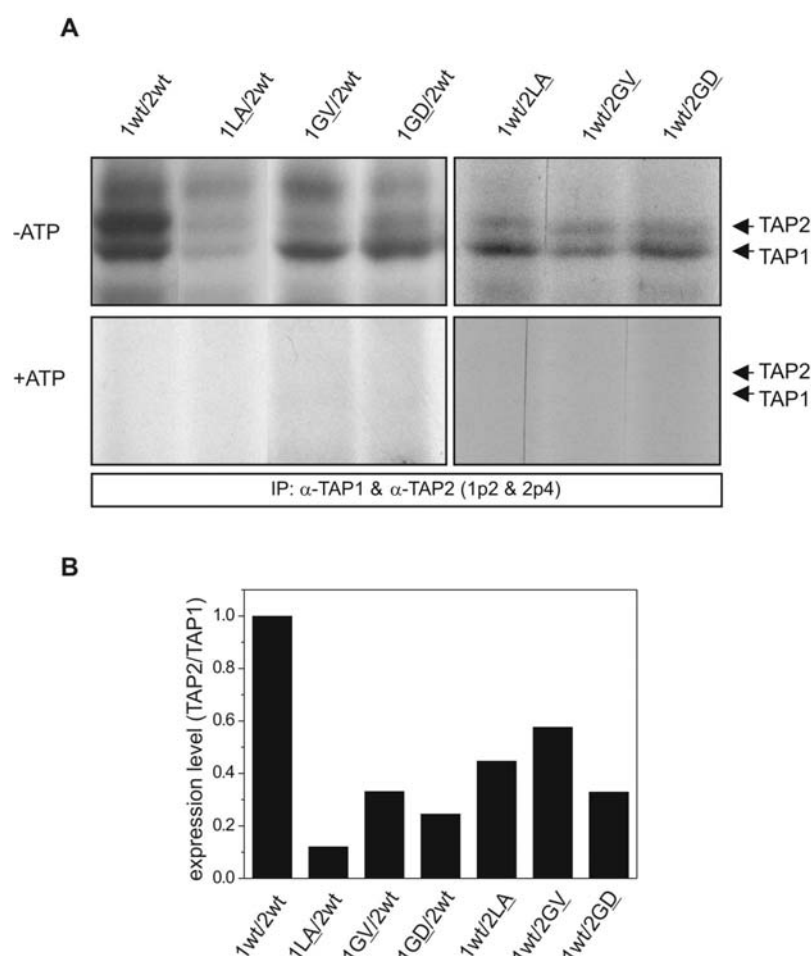 A
1wt/2wt
1LA/2wt
1GV/2wt
1GD/2wt
1wt/2LA
1wt/2GV
1wt/2GD
-ATP
TAP2
TAP1
+ATP
TAP2
TAP1
IP: α-TAP1 & α-TAP2 (1p2 & 2p4)
B
expression level (TAP2/TAP1)
1.0
0.8
0.6
0.4
0.2
0.0
1wt/2wt
1LA/2wt
1GV/2wt
1GD/2wt
1wt/2LA
1wt/2GV
1wt/2GD